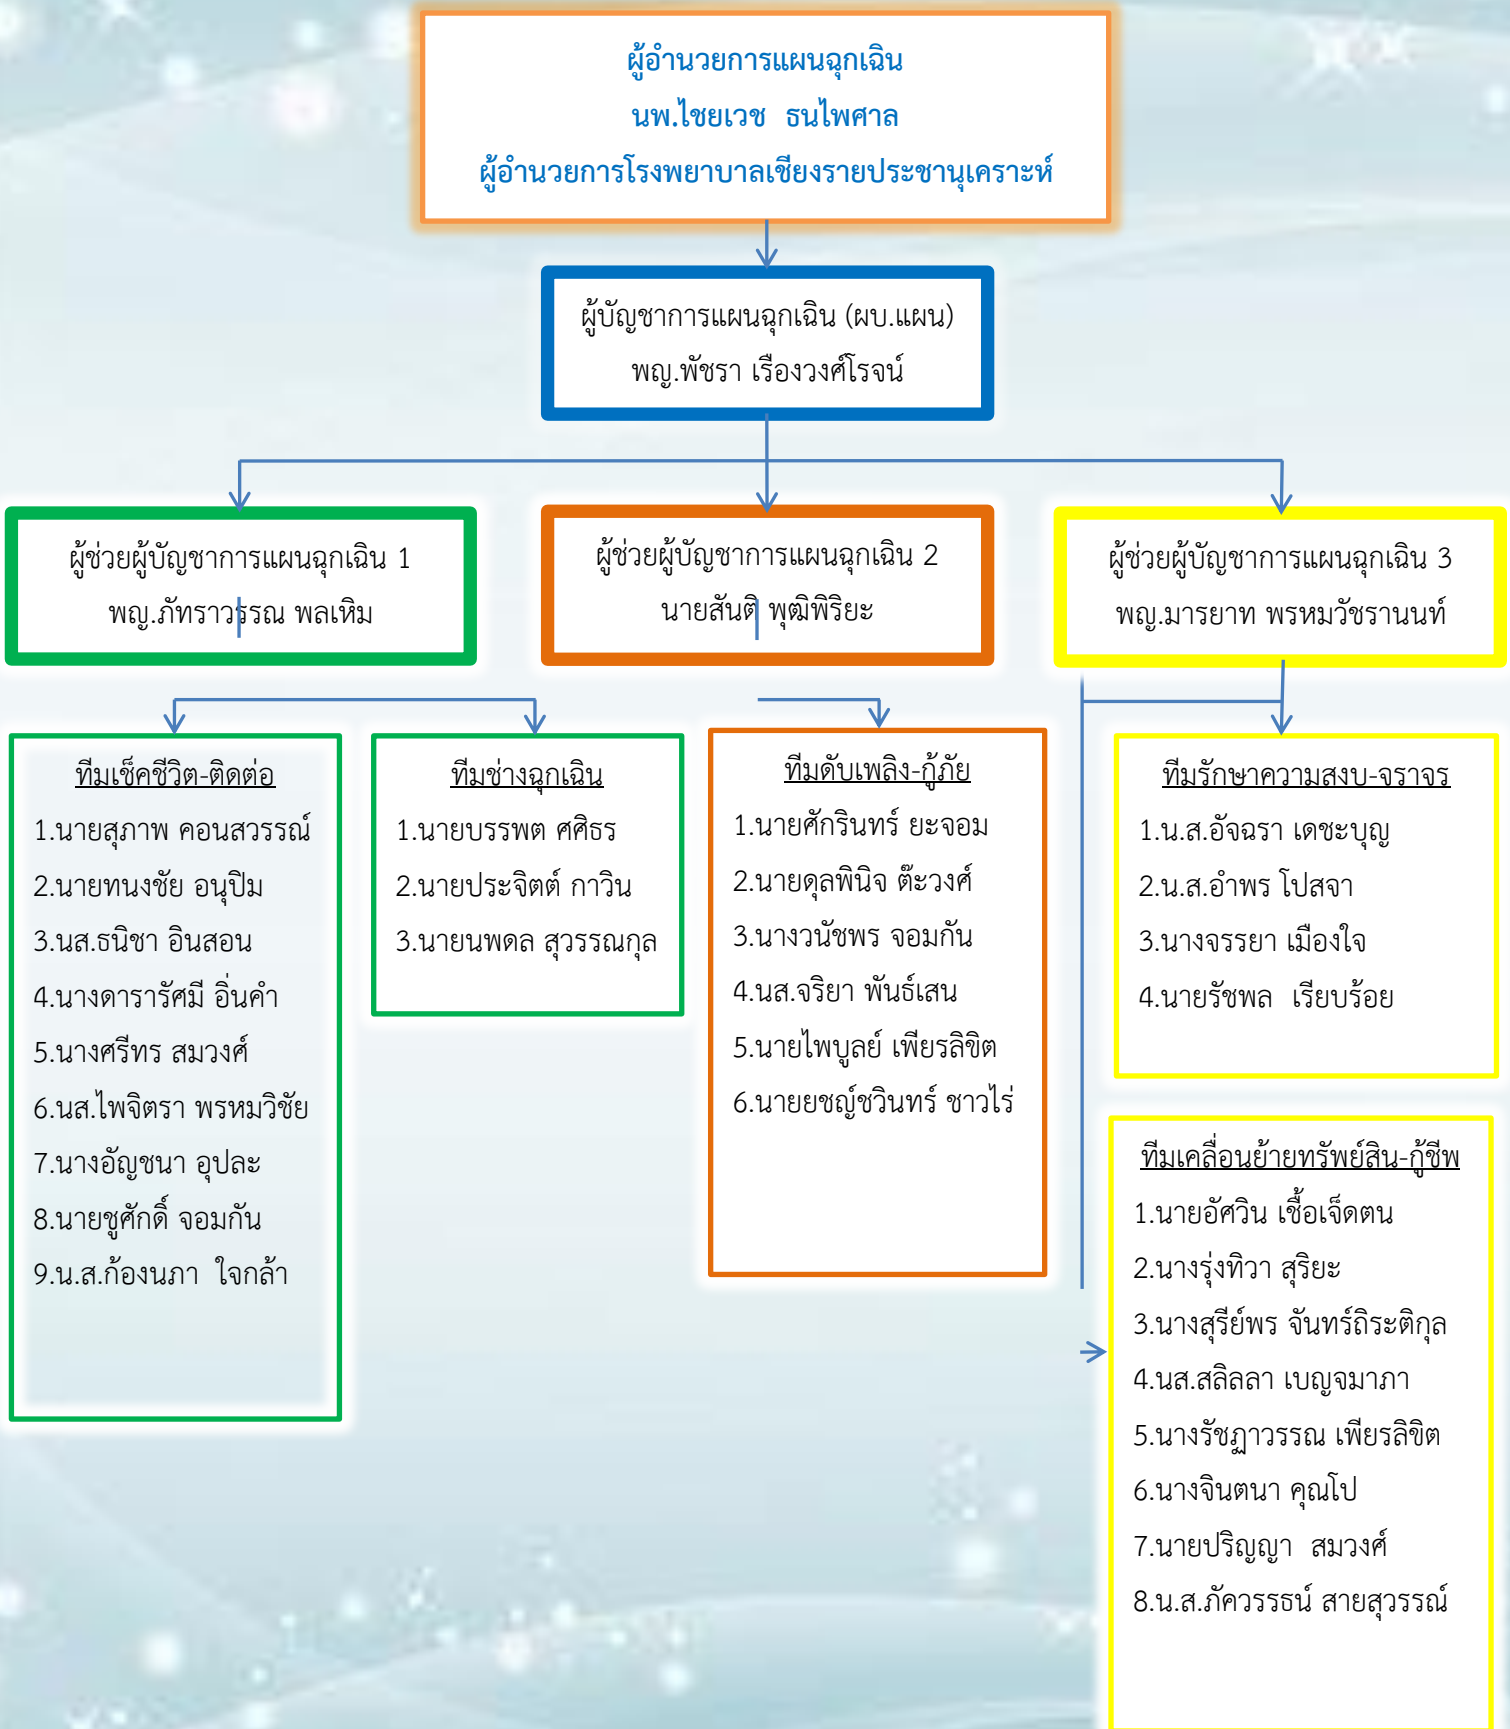 ผู้อำนวยการแผนฉุกเฉิน
นพ.ไชยเวช ธนไพศาล
ผู้อำนวยการโรงพยาบาลเชียงรายประชานุเคราะห์
ผู้บัญชาการแผนฉุกเฉิน (ผบ.แผน)
พญ.พัชรา เรืองวงศ์โรจน์
ผู้ช่วยผู้บัญชาการแผนฉุกเฉิน 1
พญ.ภัทราวรรณ พลเหิม
ผู้ช่วยผู้บัญชาการแผนฉุกเฉิน 2
นายสันติ พุฒิพิริยะ
ผู้ช่วยผู้บัญชาการแผนฉุกเฉิน 3
พญ.มารยาท พรหมวัชรานนท์
ทีมเช็คชีวิต-ติดต่อ
1.นายสุภาพ คอนสวรรณ์
2.นายทนงชัย อนุปิม
3.นส.ธนิชา อินสอน
4.นางดารารัศมี อิ่นคำ
5.นางศรีทร สมวงศ์
6.นส.ไพจิตรา พรหมวิชัย
7.นางอัญชนา อุปละ
8.นายชูศักดิ์ จอมกัน
9.น.ส.ก้องนภา ใจกล้า
ทีมช่างฉุกเฉิน
1.นายบรรพต ศศิธร
2.นายประจิตต์ กาวิน
3.นายนพดล สุวรรณกุล
ทีมดับเพลิง-กู้ภัย
1.นายศักรินทร์ ยะจอม
2.นายดุลพินิจ ต๊ะวงศ์
3.นางวนัชพร จอมกัน
4.นส.จริยา พันธ์เสน
5.นายไพบูลย์ เพียรลิขิต
6.นายยชญ์ชวินทร์ ชาวไร่
ทีมรักษาความสงบ-จราจร
1.น.ส.อัจฉรา เดชะบุญ
2.น.ส.อำพร โปสจา
3.นางจรรยา เมืองใจ
4.นายรัชพล เรียบร้อย
ทีมเคลื่อนย้ายทรัพย์สิน-กู้ชีพ
1.นายอัศวิน เชื้อเจ็ดตน
2.นางรุ่งทิวา สุริยะ
3.นางสุรีย์พร จันทร์ถิระติกุล
4.นส.สลิลลา เบญจมาภา
5.นางรัชฏาวรรณ เพียรลิขิต
6.นางจินตนา คุณโป
7.นายปริญญา สมวงศ์
8.น.ส.ภัควรรธน์ สายสุวรรณ์